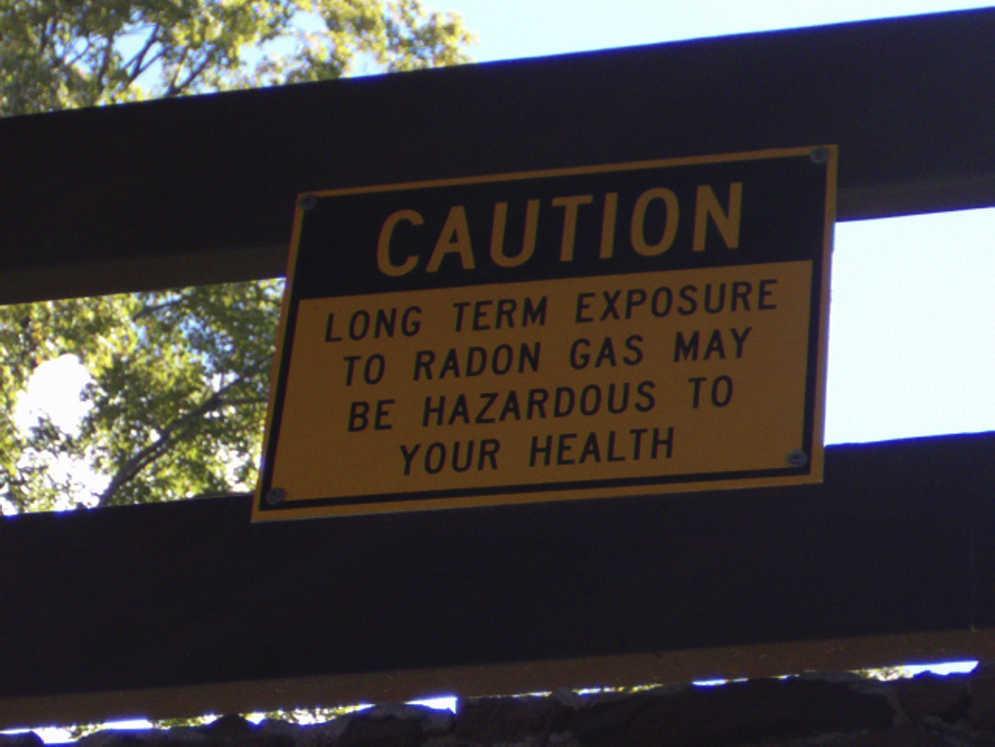 CAUTION
LONG TERM EXPOSURE
TO RADON GAS MAY
BE HAZARDOUS TO
YOUR HEALTH